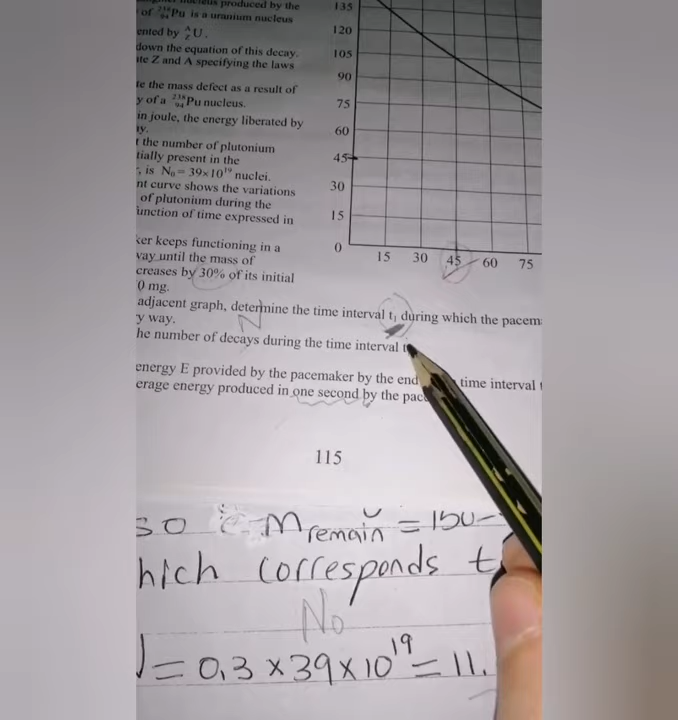 nucleus produced by the
of ²³⁸₉₄Pu is a uranium nucleus
ented by ᴬ_Z U.
down the equation of this decay.
ate Z and A specifying the laws
te the mass defect as a result of
y of a ²³⁸₉₄Pu nucleus.
in joule, the energy liberated by
ay.
t the number of plutonium
tially present in the
, is N₀ = 39×10¹⁹ nuclei.
nt curve shows the variations
of plutonium during the
function of time expressed in
ker keeps functioning in a
way until the mass of
creases by 30% of its initial
0 mg.
135
120
105
90
75
60
45
30
15
0
15 30 45 60 75
adjacent graph, determine the time interval t₁ during which the pacem
y way.
N
he number of decays during the time interval t
energy E provided by the pacemaker by the end time interval t
erage energy produced in one second by the pac
115
so M remain = 150-
hich corresponds t
No
= 0.3 × 39 × 10¹⁹ = 11.